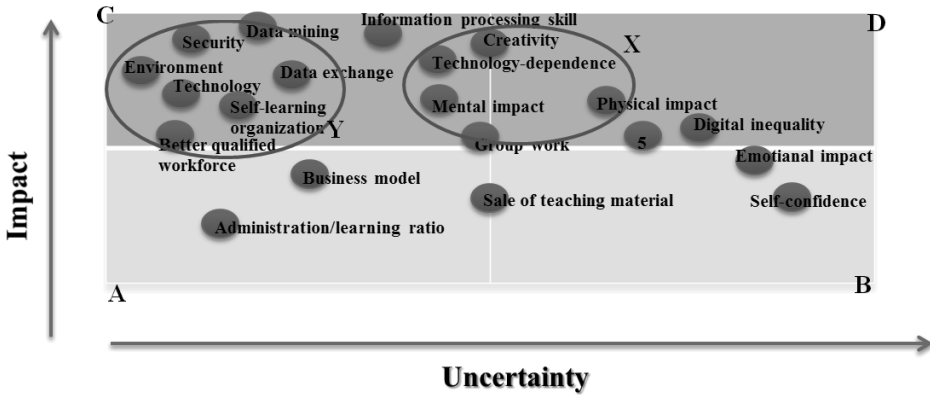 C
D
Information processing skill
Data mining
Security
Creativity
X
Environment
Technology-dependence
Data exchange
Technology
Mental impact
Physical impact
Self-learning
organization
Y
Digital inequality
5
Better qualified
workforce
Group work
Emotianal impact
Business model
Sale of teaching material
Self-confidence
Administration/learning ratio
A
B
Impact
Uncertainty